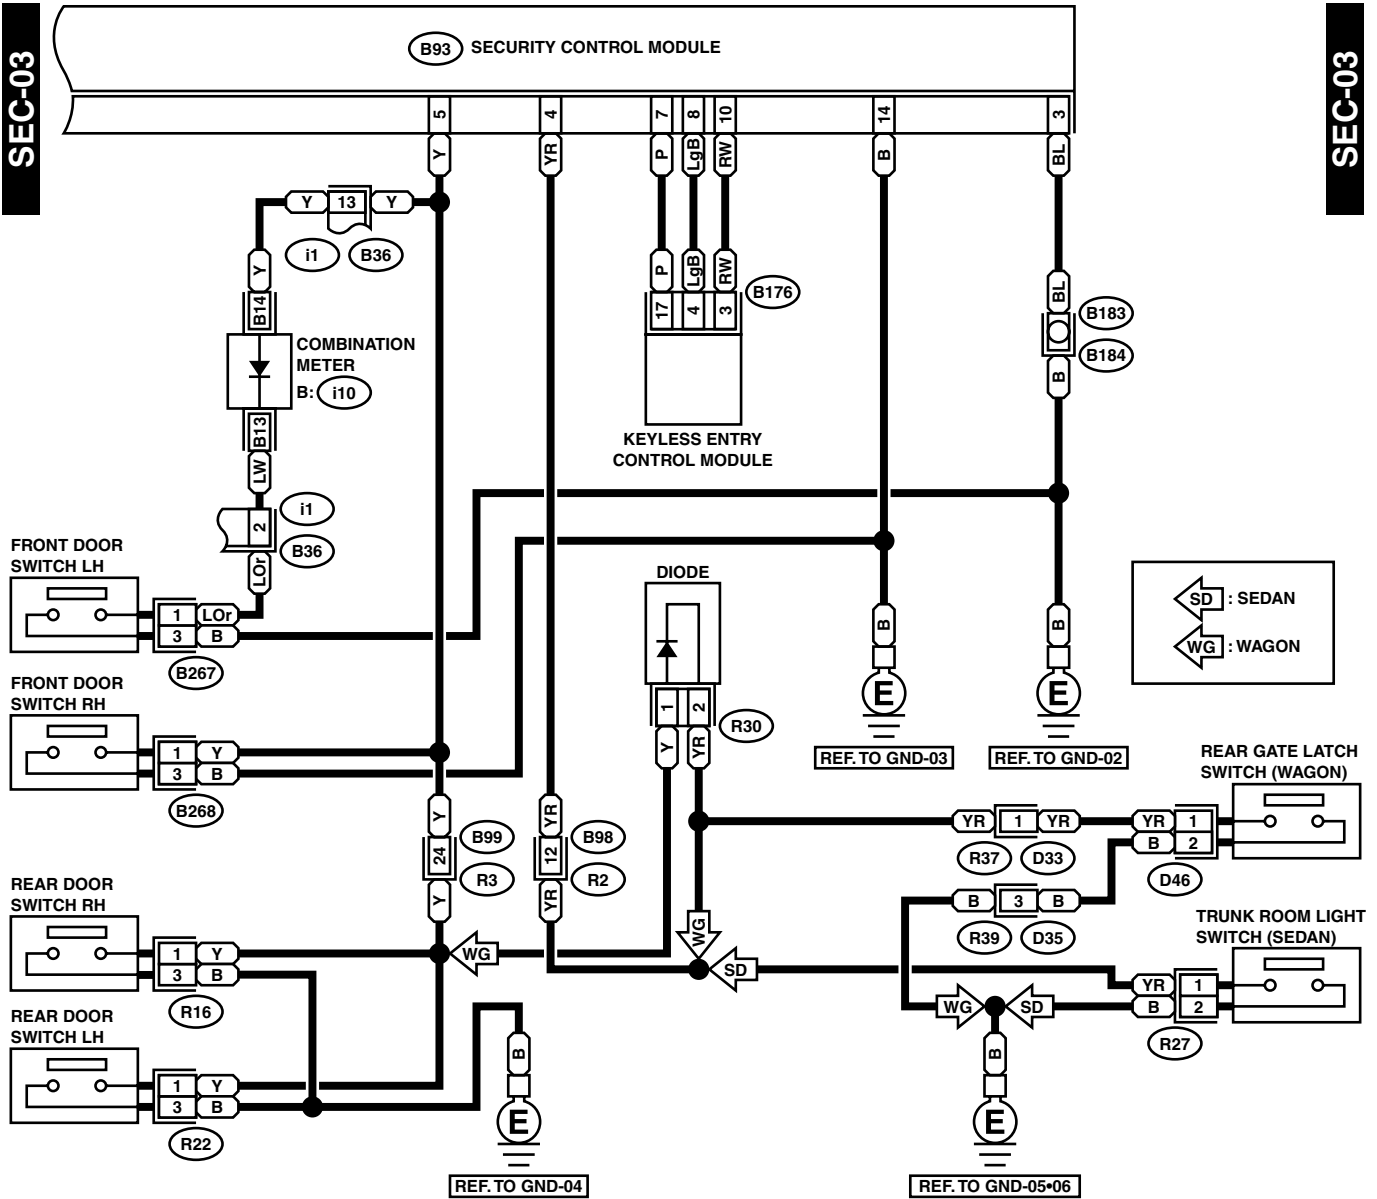 SEC-03
SEC-03
B93 SECURITY CONTROL MODULE
5 4 7 8 10 14 3
Y YR P LgB RW B BL
Y 13 Y
i1 B36
Y
B14
COMBINATION
METER
B: i10
B13
LW
i1
2
B36
LOr
P LgB RW
17 4 3
B176
KEYLESS ENTRY
CONTROL MODULE
BL
B183
B184
B
FRONT DOOR
SWITCH LH
1 LOr
3 B
B267
FRONT DOOR
SWITCH RH
1 Y
3 B
B268
DIODE
1 2
R30
Y YR
B
E
REF. TO GND-03
B
E
REF. TO GND-02
SD : SEDAN
WG : WAGON
Y
24
B99
R3
Y
YR
12
B98
R2
YR
REAR GATE LATCH
SWITCH (WAGON)
YR 1 YR
R37 D33
YR 1
B 2
D46
B 3 B
R39 D35
TRUNK ROOM LIGHT
SWITCH (SEDAN)
YR 1
B 2
R27
REAR DOOR
SWITCH RH
1 Y
3 B
R16
WG
WG
SD
WG
SD
REAR DOOR
SWITCH LH
1 Y
3 B
R22
B
E
REF. TO GND-04
B
E
REF. TO GND-05•06